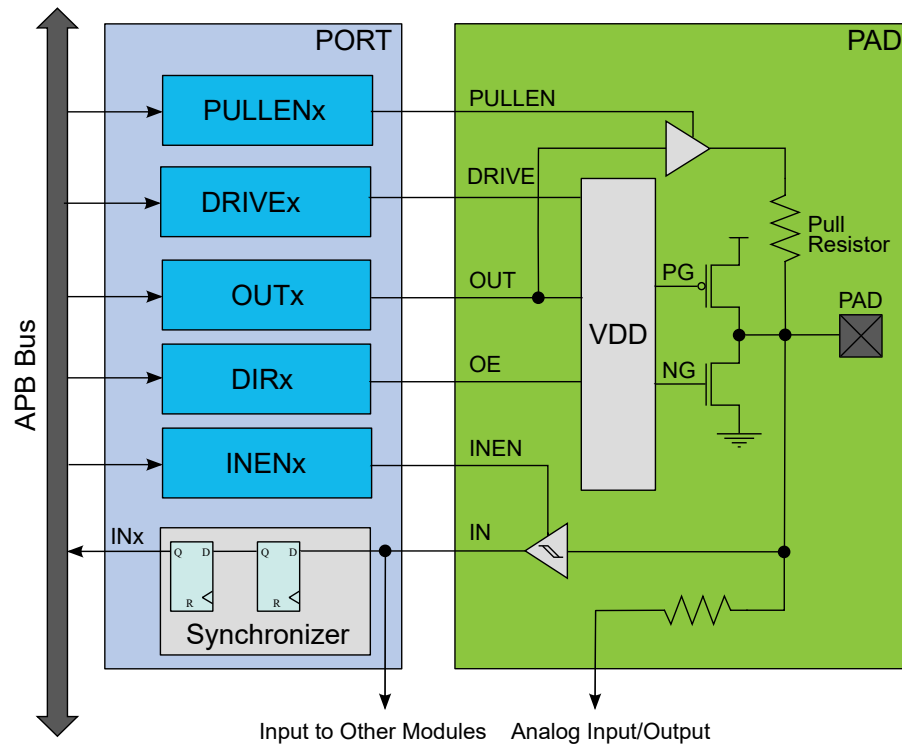 PORT
PAD
PULLENx
PULLEN
DRIVEx
DRIVE
Pull
Resistor
OUTx
OUT
PG
PAD
VDD
APB Bus
DIRx
OE
NG
INENx
INEN
INx
IN
Q
D
Q
D
R
R
Synchronizer
Input to Other Modules
Analog Input/Output